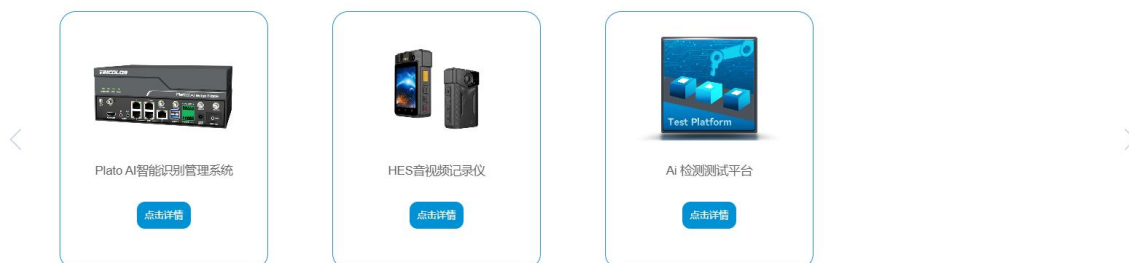 Test Platform
Plato AI智能识别管理系统
HES音视频记录仪
Ai 检测测试平台
点击详情
点击详情
点击详情